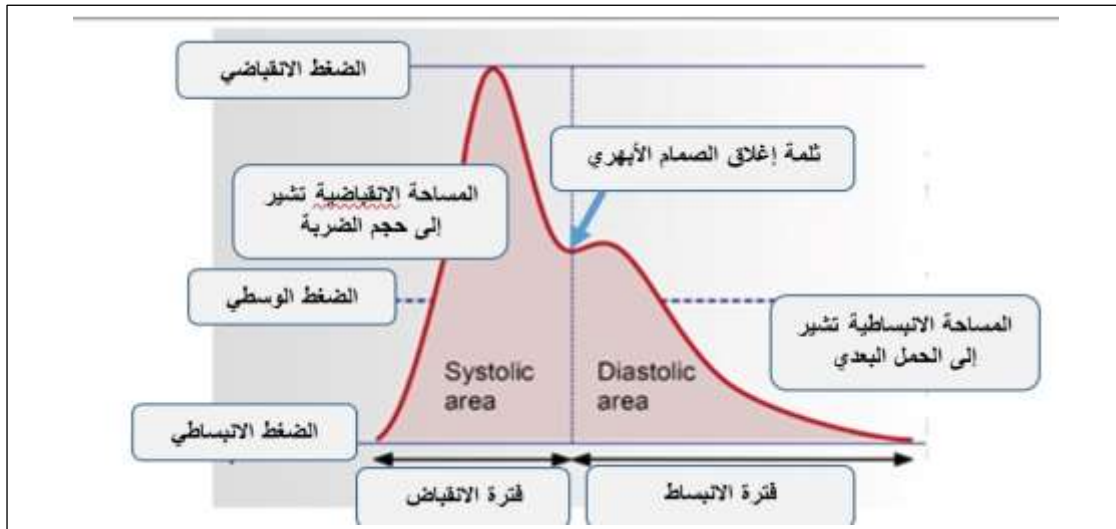 الضغط الانقباضي
ثلمة إغلاق الصمام الأبهري
المساحة الانقباضية تشير
إلى حجم الضربة
الضغط الوسطي
المساحة الانبساطية تشير
إلى الحمل البعدي
Systolic
area
Diastolic
area
الضغط الانبساطي
فترة الانقباض
فترة الانبساط